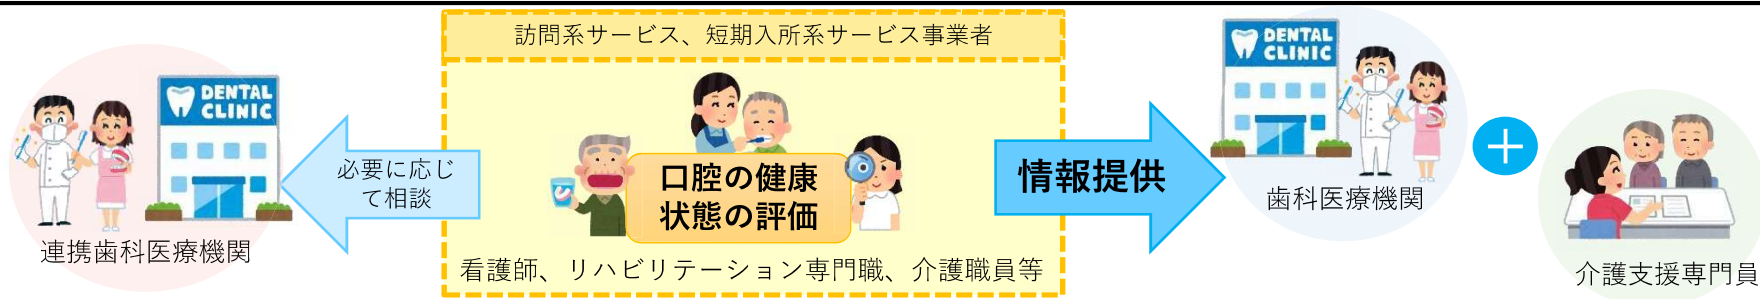 訪問系サービス、短期入所系サービス事業者
DENTAL
CLINIC
必要に応じ
て相談
連携歯科医療機関
口腔の健康
状態の評価
看護師、リハビリテーション専門職、介護職員等
情報提供
DENTAL
CLINIC
歯科医療機関
+
介護支援専門員